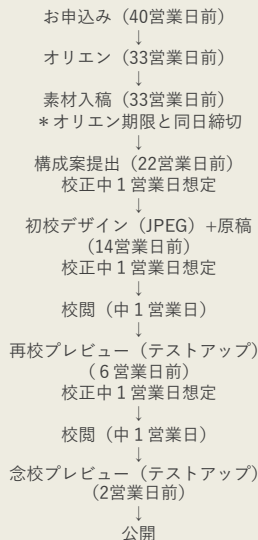 お申込み（40営業日前）
↓
オリエン（33営業日前）
↓
素材入稿（33営業日前）
＊オリエン期限と同日締切
↓
構成案提出（22営業日前）
校正中１営業日想定
↓
初校デザイン（JPEG）+原稿
（14営業日前）
校正中１営業日想定
↓
校閲（中１営業日）
↓
再校プレビュー（テストアップ）
（６営業日前）
校正中１営業日想定
↓
校閲（中１営業日）
↓
念校プレビュー（テストアップ）
（2営業日前）
↓
公開